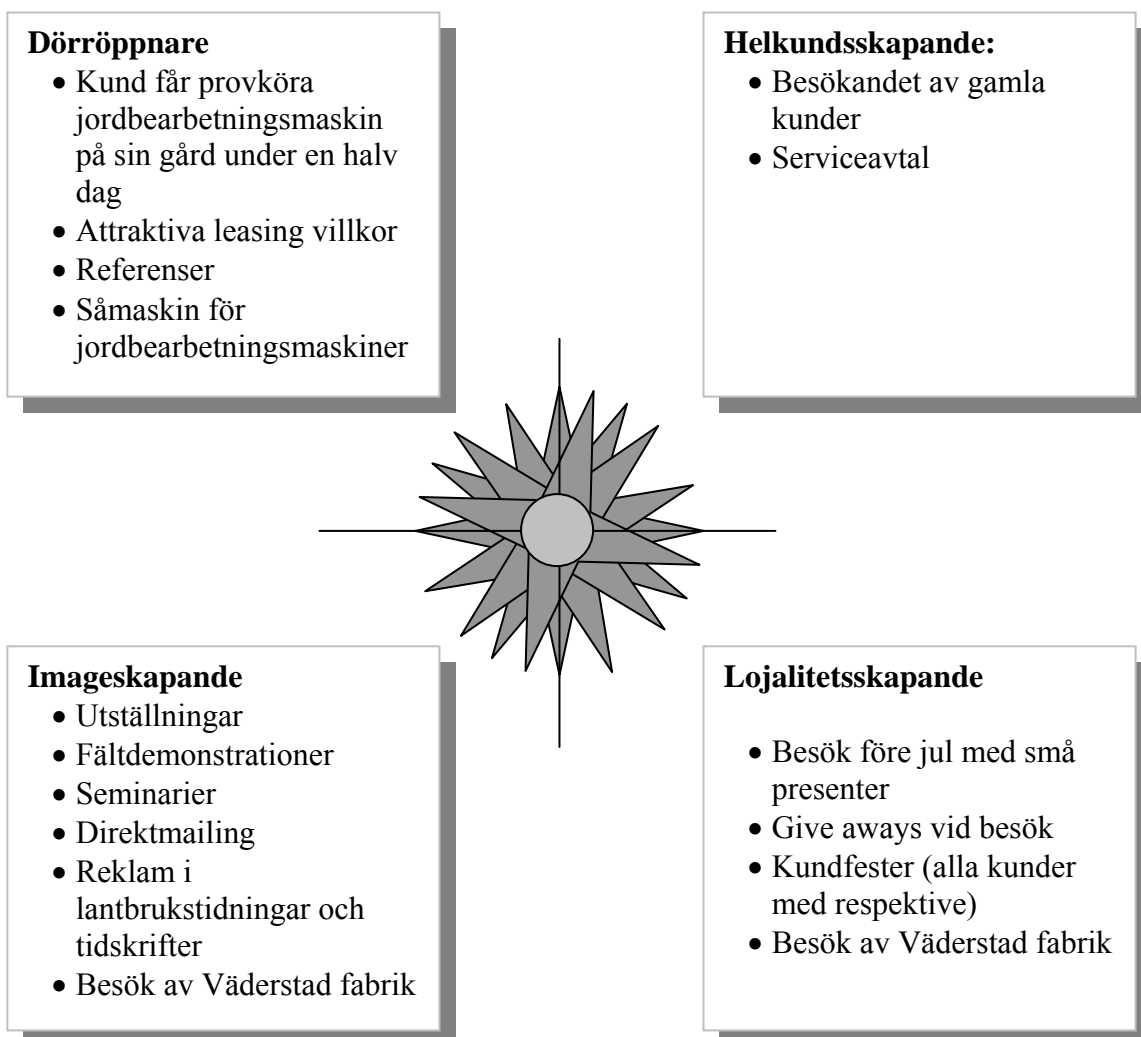 Dörröppnare
• Kund får provköra
jordbearbetningsmaskin
på sin gård under en halv
dag
• Attraktiva leasing villkor
• Referenser
• Såmaskin för
jordbearbetningsmaskiner
Helkundsskapande:
• Besökandet av gamla
kunder
• Serviceavtal
Imageskapande
• Utställningar
• Fältdemonstrationer
• Seminarier
• Direktmailing
• Reklam i
lantbrukstidningar och
tidskrifter
• Besök av Väderstad fabrik
Lojalitetsskapande
• Besök före jul med små
presenter
• Give aways vid besök
• Kundfester (alla kunder
med respektive)
• Besök av Väderstad fabrik